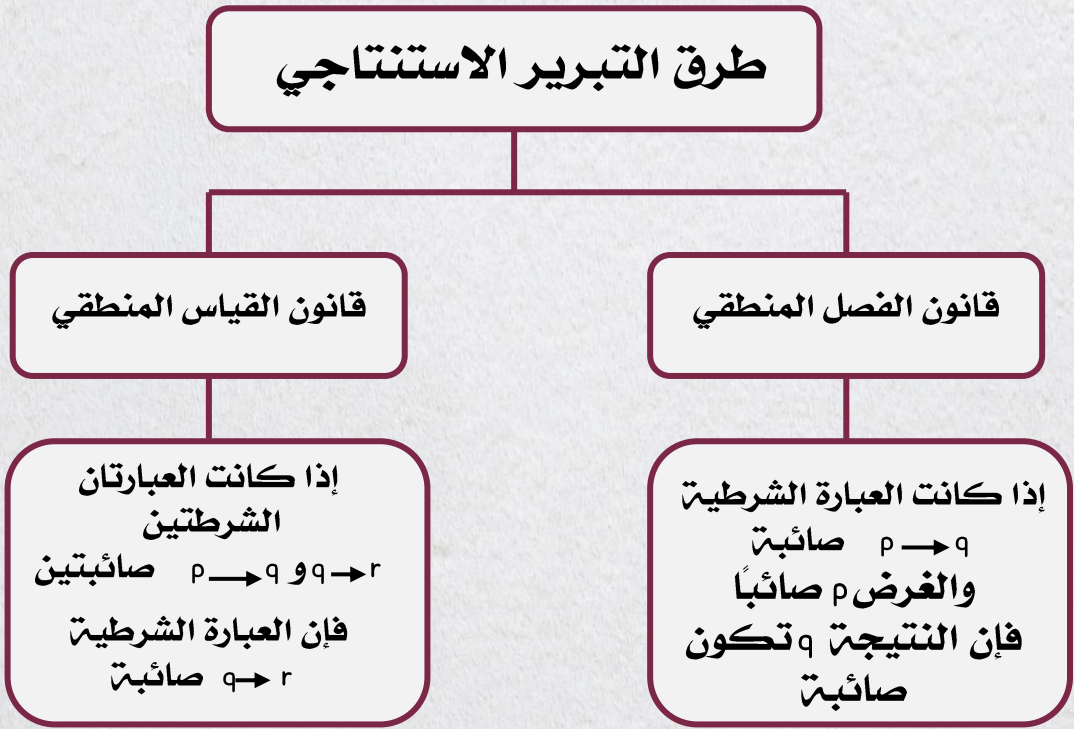 طرق التبرير الاستنتاجي
قانون الفصل المنطقي
إذا كانت العبارة الشرطية
p → q صائبة
والغرض p صائبًا
فإن النتيجة q تكون
صائبة
قانون القياس المنطقي
إذا كانت العبارتان
الشرطتين
p → q و q → r صائبتين
فإن العبارة الشرطية
q → r صائبة